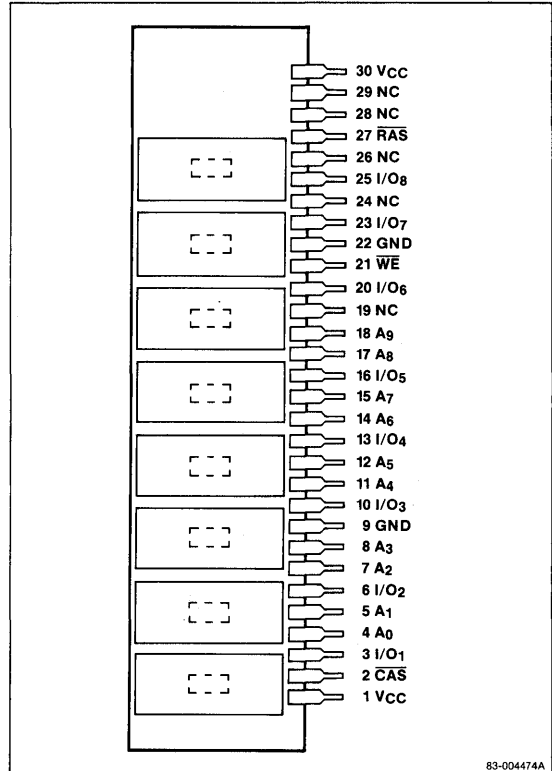 30 VCC
29 NC
28 NC
27 R̅A̅S̅
26 NC
25 I/O8
24 NC
23 I/O7
22 GND
21 W̅E̅
20 I/O6
19 NC
18 A9
17 A8
16 I/O5
15 A7
14 A6
13 I/O4
12 A5
11 A4
10 I/O3
9 GND
8 A3
7 A2
6 I/O2
5 A1
4 A0
3 I/O1
2 C̅A̅S̅
1 VCC
83-004474A